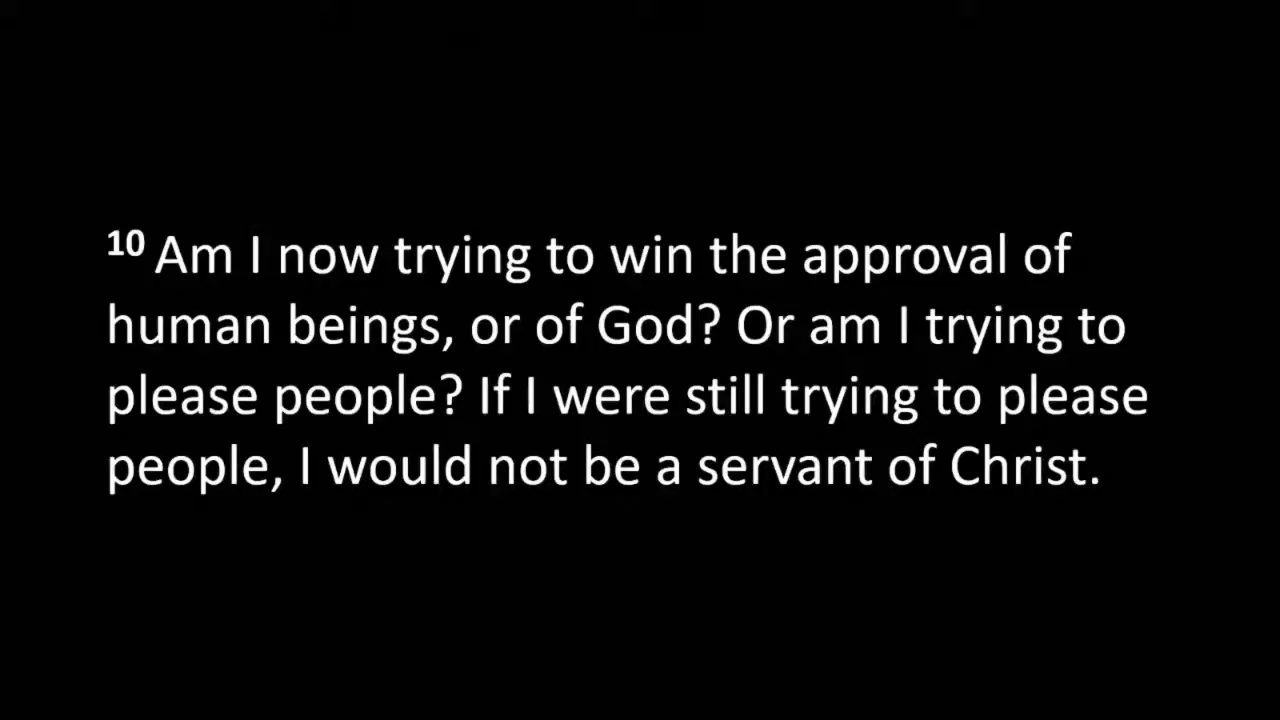 10 Am I now trying to win the approval of
human beings, or of God? Or am I trying to
please people? If I were still trying to please
people, I would not be a servant of Christ.